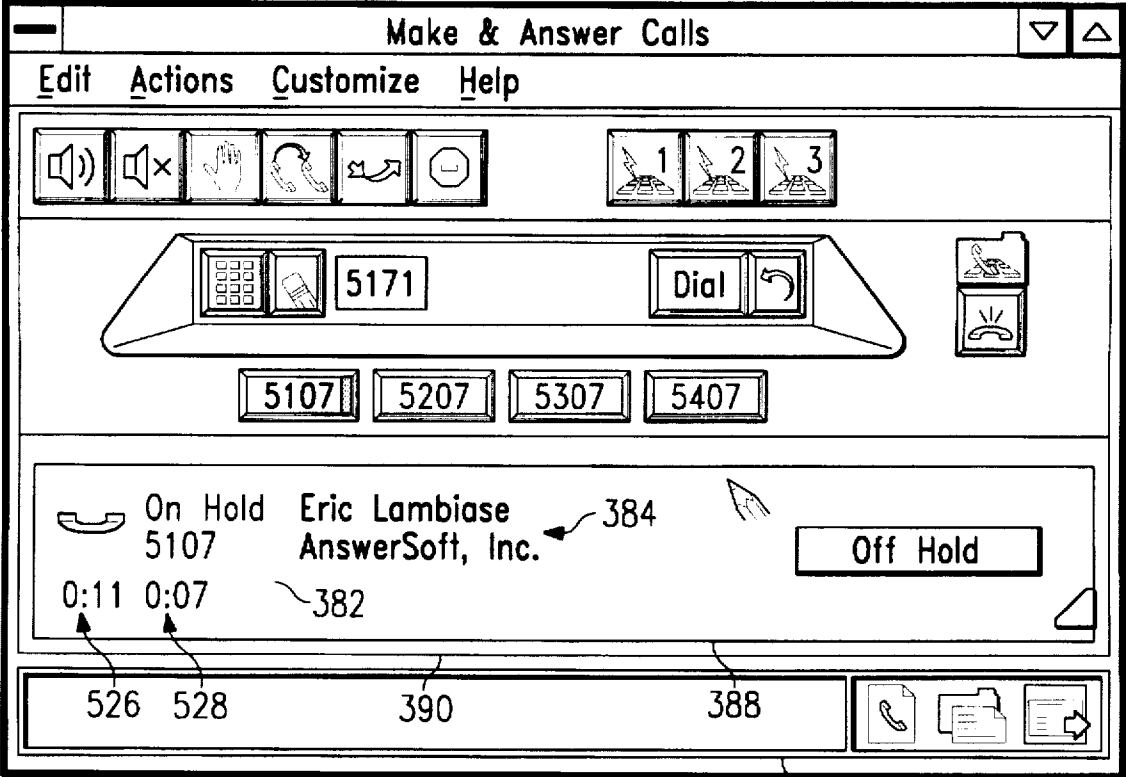 Make & Answer Calls
Edit Actions Customize Help
1 2 3
5171 Dial
5107 5207 5307 5407
On Hold Eric Lambiase 384
5107 AnswerSoft, Inc. Off Hold
0:11 0:07 382
526 528 390 388